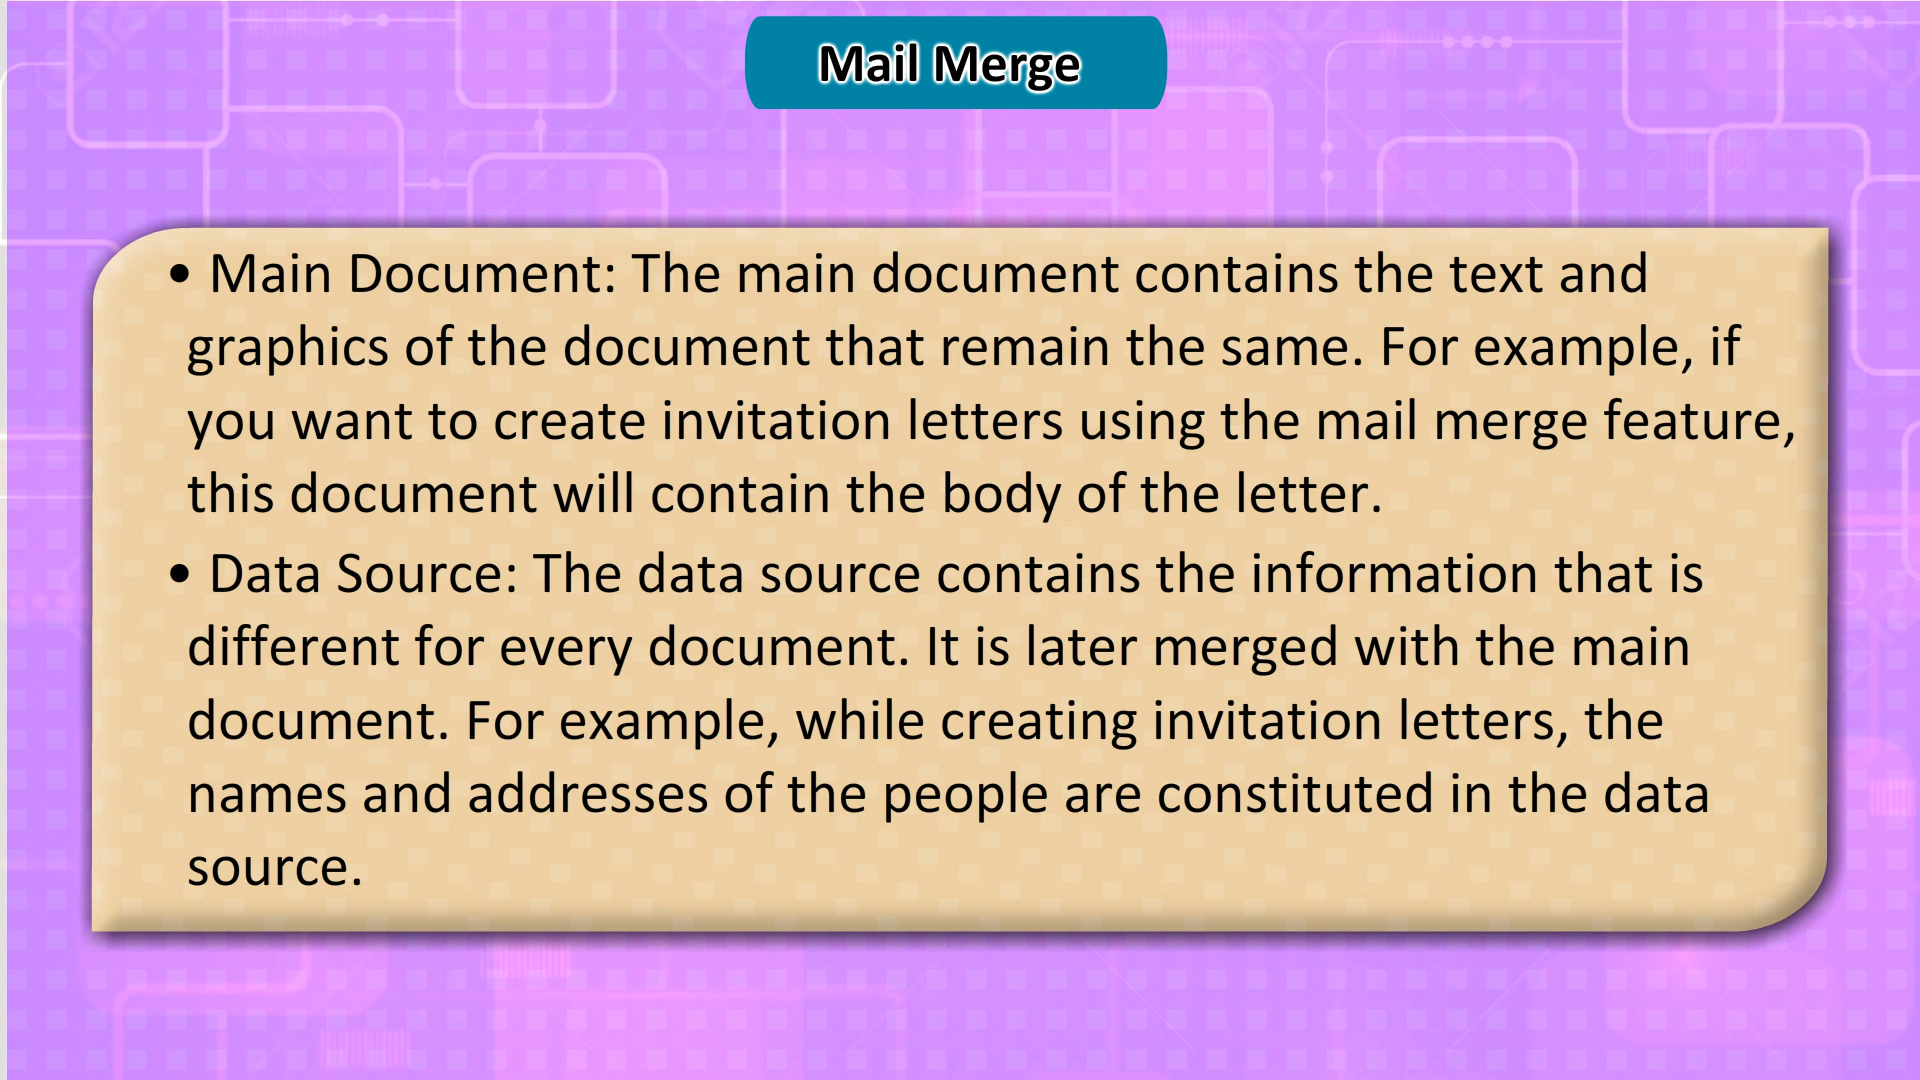 Mail Merge
• Main Document: The main document contains the text and
graphics of the document that remain the same. For example, if
you want to create invitation letters using the mail merge feature,
this document will contain the body of the letter.
• Data Source: The data source contains the information that is
different for every document. It is later merged with the main
document. For example, while creating invitation letters, the
names and addresses of the people are constituted in the data
source.